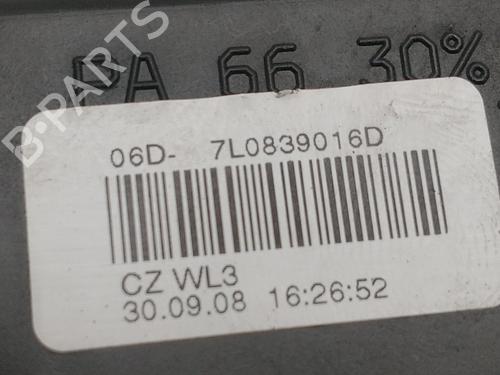 PA 66 30%
B-PARTS
06D- 7L0839016D
CZ WL3
30.09.08 16:26:52